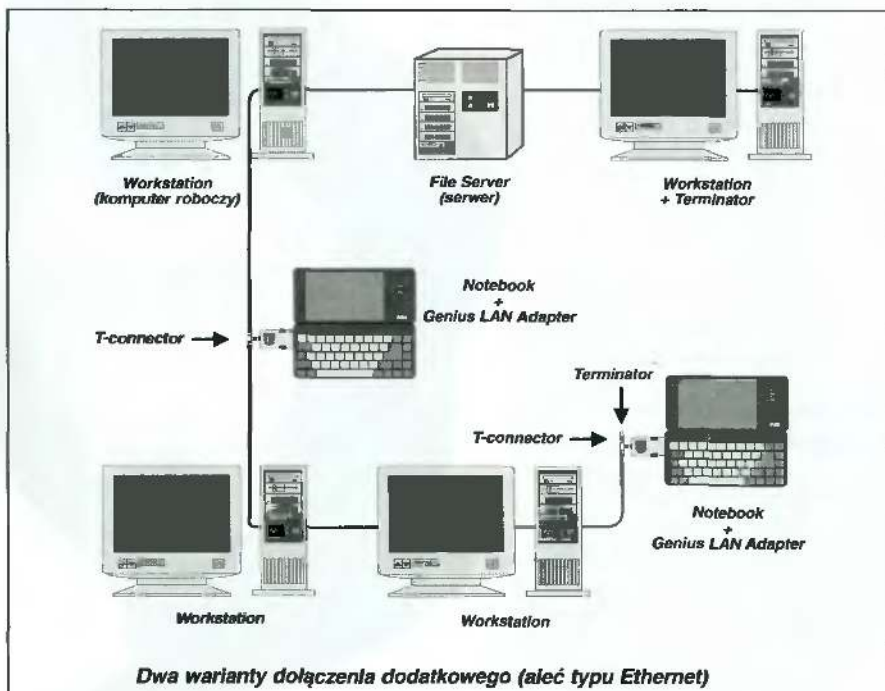 Workstation
(komputer roboczy)
File Server
(serwer)
Workstation
+ Terminator
Notebook
+
Genius LAN Adapter
T-connector
Terminator
T-connector
Notebook
+
Genius LAN Adapter
Workstation
Workstation
Dwa warianty dołączenia dodatkowego (aieć typu Ethernet)